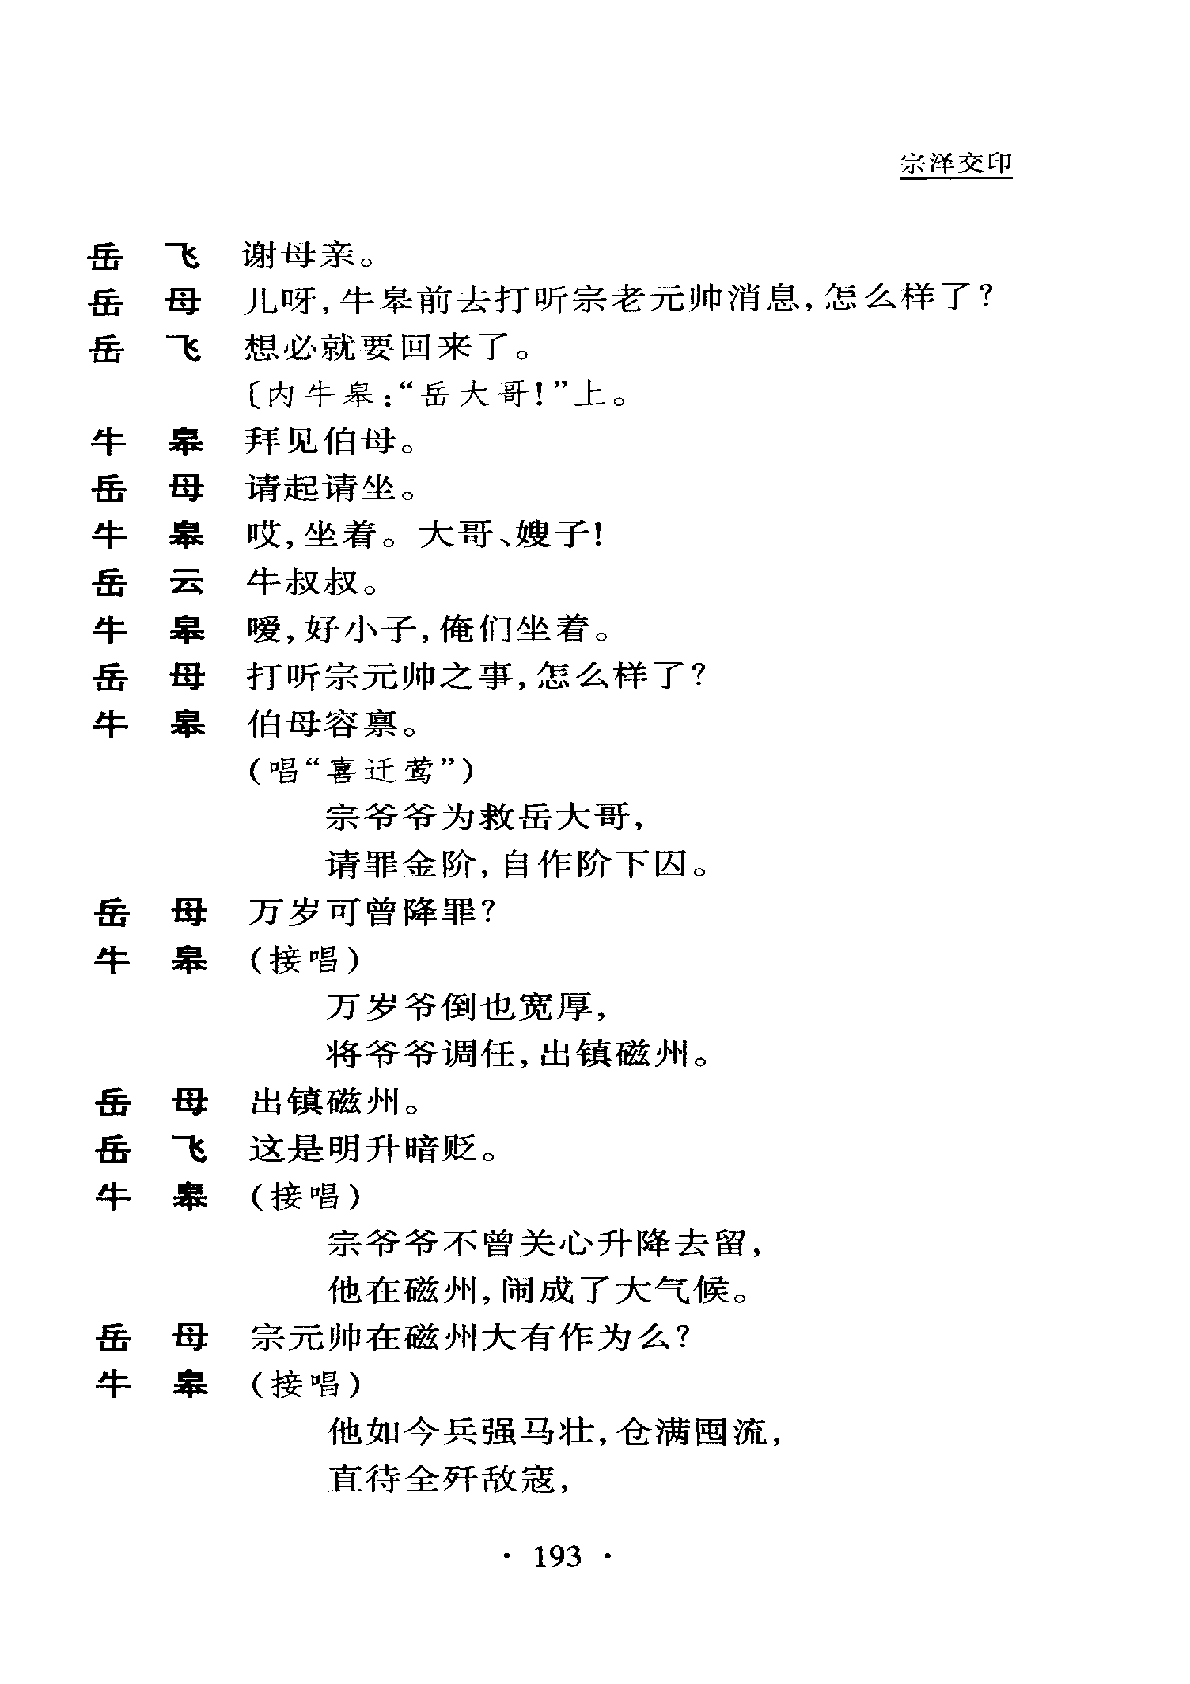 宗泽交印
岳 飞 谢母亲。
岳 母 儿呀,牛皋前去打听宗老元帅消息,怎么样了?
岳 飞 想必就要回来了。
〔内牛皋:“岳大哥!”上。
牛 皋 拜见伯母。
岳 母 请起请坐。
牛 皋 哎,坐着。大哥、嫂子!
岳 云 牛叔叔。
牛 皋 嗳,好小子,俺们坐着。
岳 母 打听宗元帅之事,怎么样了?
牛 皋 伯母容禀。
(唱“喜迁莺”)
宗爷爷为救岳大哥,
请罪金阶,自作阶下囚。
岳 母 万岁可曾降罪?
牛 皋 (接唱)
万岁爷倒也宽厚,
将爷爷调任,出镇磁州。
岳 母 出镇磁州。
岳 飞 这是明升暗贬。
牛 皋 (接唱)
宗爷爷不曾关心升降去留,
他在磁州,闹成了大气候。
岳 母 宗元帅在磁州大有作为么?
牛 皋 (接唱)
他如今兵强马壮,仓满囤流,
直待全歼敌寇,
· 193 ·